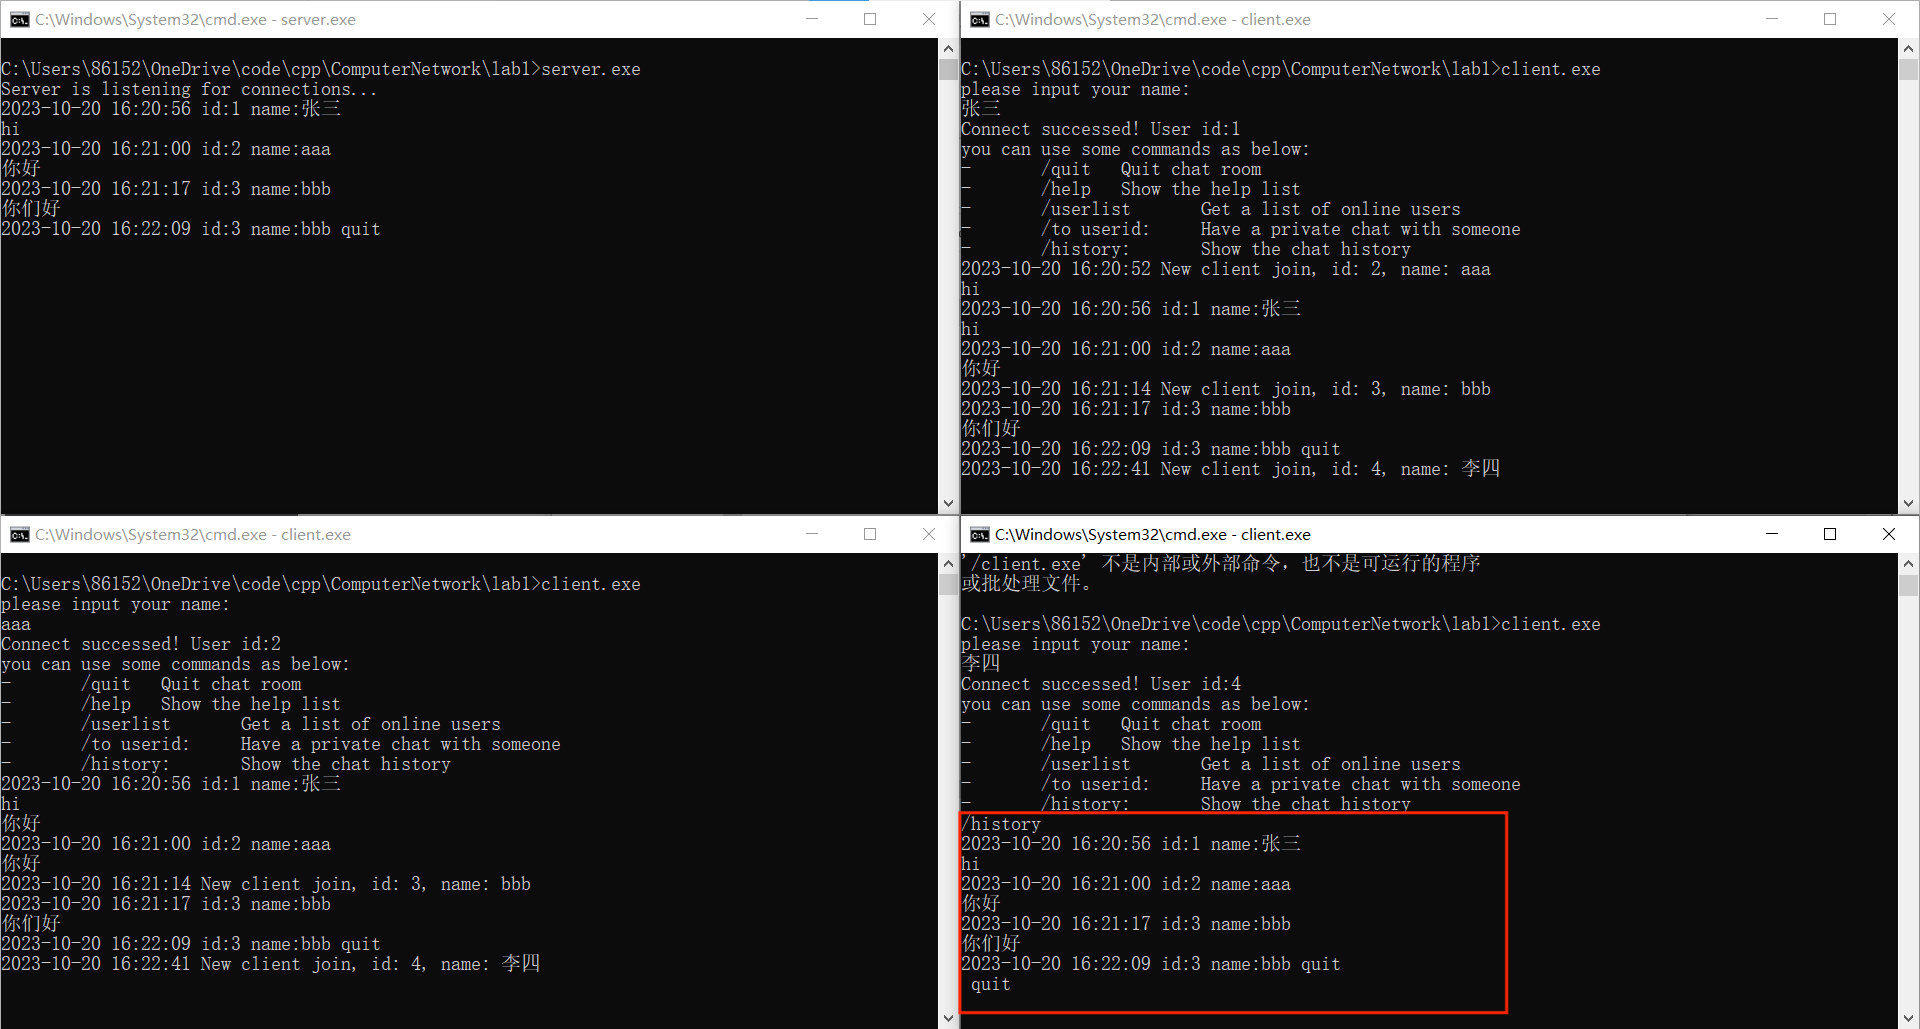 C:\Windows\System32\cmd.exe - server.exe
C:\Users\86152\OneDrive\code\cpp\ComputerNetwork\lab1>server.exe
Server is listening for connections...
2023-10-20 16:20:56 id:1 name:张三
hi
2023-10-20 16:21:00 id:2 name:aaa
你好
2023-10-20 16:21:17 id:3 name:bbb
你们好
2023-10-20 16:22:09 id:3 name:bbb quit
C:\Windows\System32\cmd.exe - client.exe
C:\Users\86152\OneDrive\code\cpp\ComputerNetwork\lab1>client.exe
please input your name:
张三
Connect successed! User id:1
you can use some commands as below:
- /quit Quit chat room
- /help Show the help list
- /userlist Get a list of online users
- /to userid: Have a private chat with someone
- /history: Show the chat history
2023-10-20 16:20:52 New client join, id: 2, name: aaa
hi
2023-10-20 16:20:56 id:1 name:张三
hi
2023-10-20 16:21:00 id:2 name:aaa
你好
2023-10-20 16:21:14 New client join, id: 3, name: bbb
2023-10-20 16:21:17 id:3 name:bbb
你们好
2023-10-20 16:22:09 id:3 name:bbb quit
2023-10-20 16:22:41 New client join, id: 4, name: 李四
C:\Windows\System32\cmd.exe - client.exe
C:\Users\86152\OneDrive\code\cpp\ComputerNetwork\lab1>client.exe
please input your name:
aaa
Connect successed! User id:2
you can use some commands as below:
- /quit Quit chat room
- /help Show the help list
- /userlist Get a list of online users
- /to userid: Have a private chat with someone
- /history: Show the chat history
2023-10-20 16:20:56 id:1 name:张三
hi
你好
2023-10-20 16:21:00 id:2 name:aaa
你好
2023-10-20 16:21:14 New client join, id: 3, name: bbb
2023-10-20 16:21:17 id:3 name:bbb
你们好
2023-10-20 16:22:09 id:3 name:bbb quit
2023-10-20 16:22:41 New client join, id: 4, name: 李四
C:\Windows\System32\cmd.exe - client.exe
'/client.exe' 不是内部或外部命令，也不是可运行的程序
或批处理文件。
C:\Users\86152\OneDrive\code\cpp\ComputerNetwork\lab1>client.exe
please input your name:
李四
Connect successed! User id:4
you can use some commands as below:
- /quit Quit chat room
- /help Show the help list
- /userlist Get a list of online users
- /to userid: Have a private chat with someone
- /history: Show the chat history
/history
2023-10-20 16:20:56 id:1 name:张三
hi
2023-10-20 16:21:00 id:2 name:aaa
你好
2023-10-20 16:21:17 id:3 name:bbb
你们好
2023-10-20 16:22:09 id:3 name:bbb quit
quit